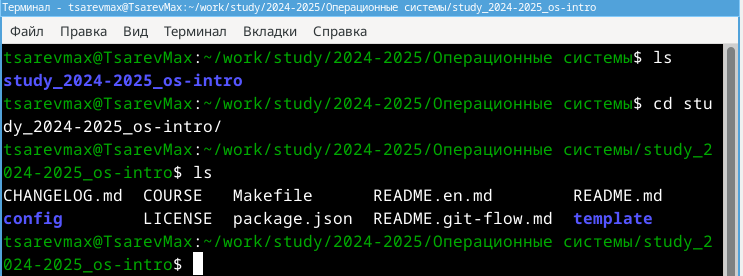 Терминал - tsarevmax@TsarevMax:~/work/study/2024-2025/Операционные системы/study_2024-2025_os-intro
Файл Правка Вид Терминал Вкладки Справка
tsarevmax@TsarevMax:~/work/study/2024-2025/Операционные системы$ ls
study_2024-2025_os-intro
tsarevmax@TsarevMax:~/work/study/2024-2025/Операционные системы$ cd stu
dy_2024-2025_os-intro/
tsarevmax@TsarevMax:~/work/study/2024-2025/Операционные системы/study_2
024-2025_os-intro$ ls
CHANGELOG.md COURSE Makefile README.en.md README.md
config LICENSE package.json README.git-flow.md template
tsarevmax@TsarevMax:~/work/study/2024-2025/Операционные системы/study_2
024-2025_os-intro$